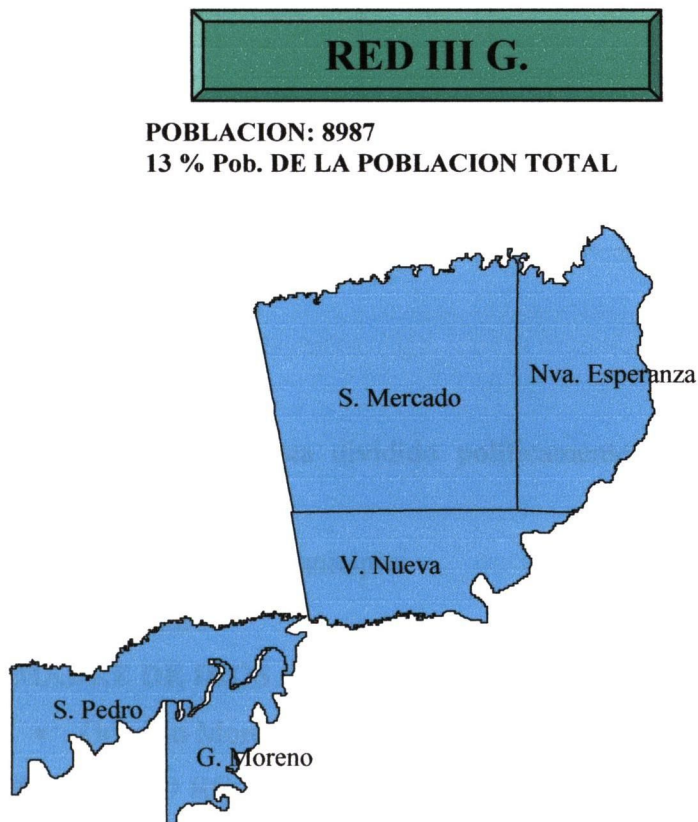 RED III G.
POBLACION: 8987
13 % Pob. DE LA POBLACION TOTAL
Nva. Esperanza
S. Mercado
V. Nueva
S. Pedro
G. Moreno